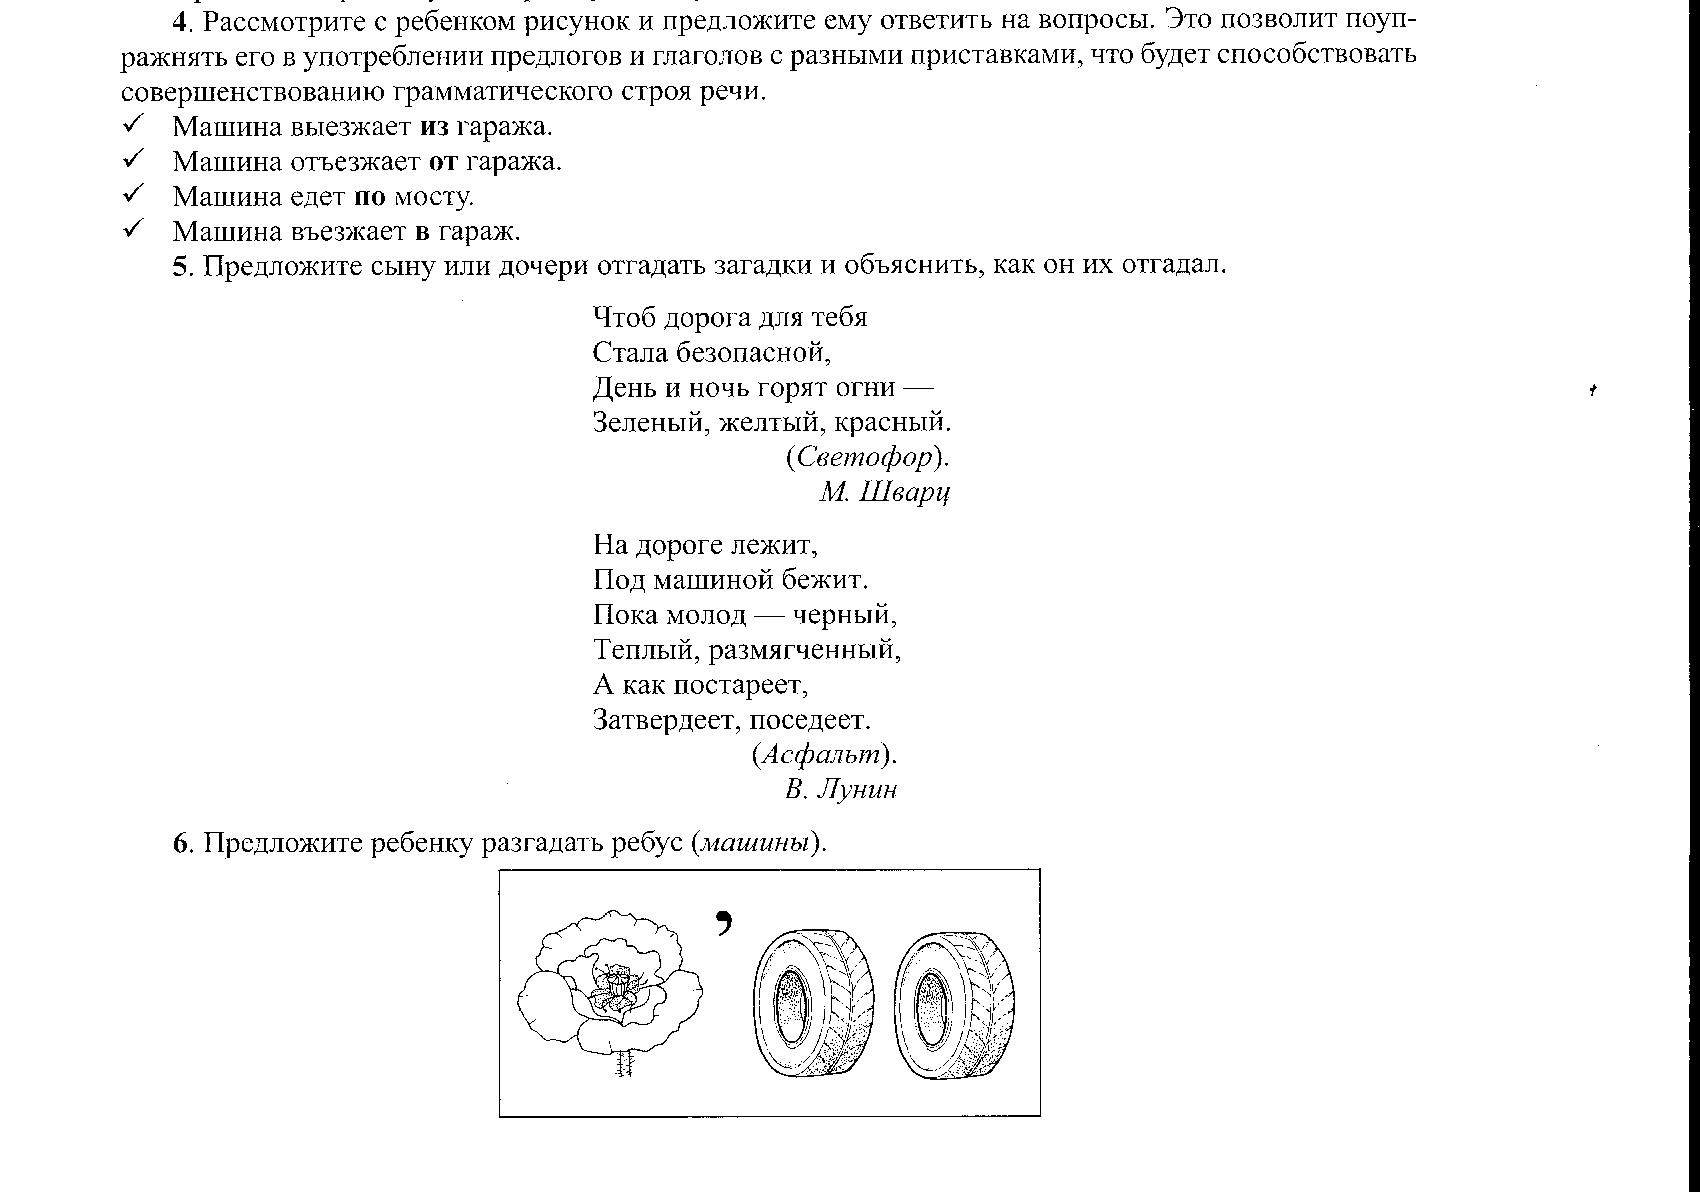 4. Рассмотрите с ребенком рисунок и предложите ему ответить на вопросы. Это позволит поуп-
ражнять его в употреблении предлогов и глаголов с разными приставками, что будет способствовать
совершенствованию грамматического строя речи.
✓ Машина выезжает из гаража.
✓ Машина отъезжает от гаража.
✓ Машина едет по мосту.
✓ Машина въезжает в гараж.
5. Предложите сыну или дочери отгадать загадки и объяснить, как он их отгадал.
Чтоб дорога для тебя
Стала безопасной,
День и ночь горят огни —
Зеленый, желтый, красный.
(Светофор).
М. Шварц
На дороге лежит,
Под машиной бежит.
Пока молод — черный,
Теплый, размягченный,
А как постареет,
Затвердеет, поседеет.
(Асфальт).
В. Лунин
6. Предложите ребенку разгадать ребус (машины).
,